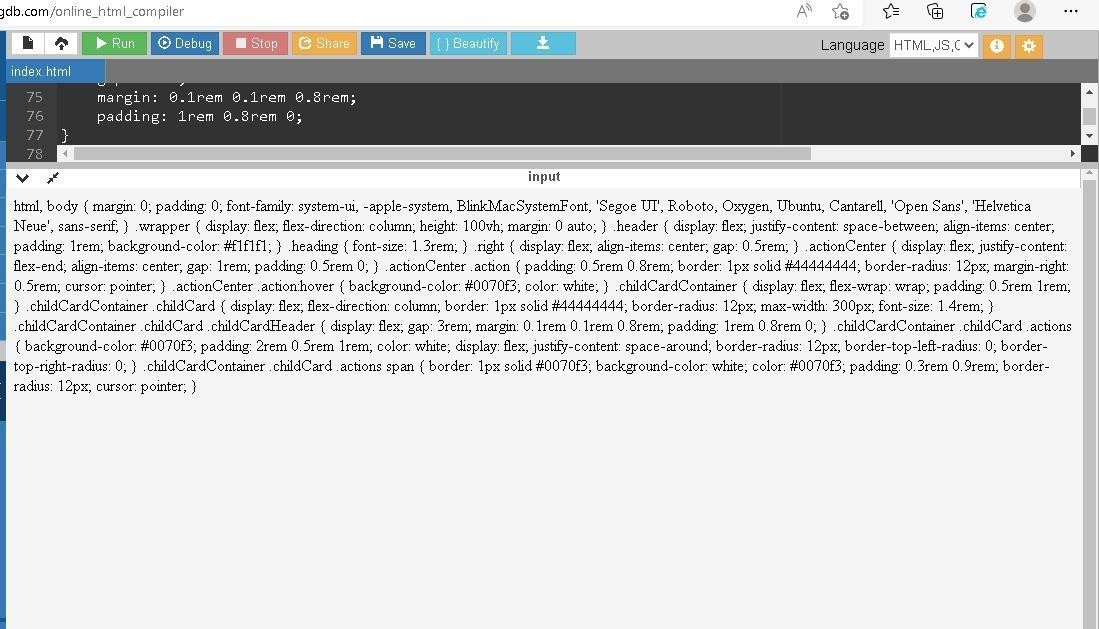 gdb.com/online_html_compiler
Run Debug Stop Share Save { } Beautify Language HTML,JS,C
index.html
75 margin: 0.1rem 0.1rem 0.8rem;
76 padding: 1rem 0.8rem 0;
77 }
78
input
html, body { margin: 0; padding: 0; font-family: system-ui, -apple-system, BlinkMacSystemFont, 'Segoe UI', Roboto, Oxygen, Ubuntu, Cantarell, 'Open Sans', 'Helvetica
Neue', sans-serif; } .wrapper { display: flex; flex-direction: column; height: 100vh; margin: 0 auto; } .header { display: flex; justify-content: space-between; align-items: center;
padding: 1rem; background-color: #f1f1f1; } .heading { font-size: 1.3rem; } .right { display: flex; align-items: center; gap: 0.5rem; } .actionCenter { display: flex; justify-content:
flex-end; align-items: center; gap: 1rem; padding: 0.5rem 0; } .actionCenter .action { padding: 0.5rem 0.8rem; border: 1px solid #44444444; border-radius: 12px; margin-right:
0.5rem; cursor: pointer; } .actionCenter .action:hover { background-color: #0070f3; color: white; } .childCardContainer { display: flex; flex-wrap: wrap; padding: 0.5rem 1rem;
} .childCardContainer .childCard { display: flex; flex-direction: column; border: 1px solid #44444444; border-radius: 12px; max-width: 300px; font-size: 1.4rem; }
.childCardContainer .childCard .childCardHeader { display: flex; gap: 3rem; margin: 0.1rem 0.1rem 0.8rem; padding: 1rem 0.8rem 0; } .childCardContainer .childCard .actions
{ background-color: #0070f3; padding: 2rem 0.5rem 1rem; color: white; display: flex; justify-content: space-around; border-radius: 12px; border-top-left-radius: 0; border-
top-right-radius: 0; } .childCardContainer .childCard .actions span { border: 1px solid #0070f3; background-color: white; color: #0070f3; padding: 0.3rem 0.9rem; border-
radius: 12px; cursor: pointer; }